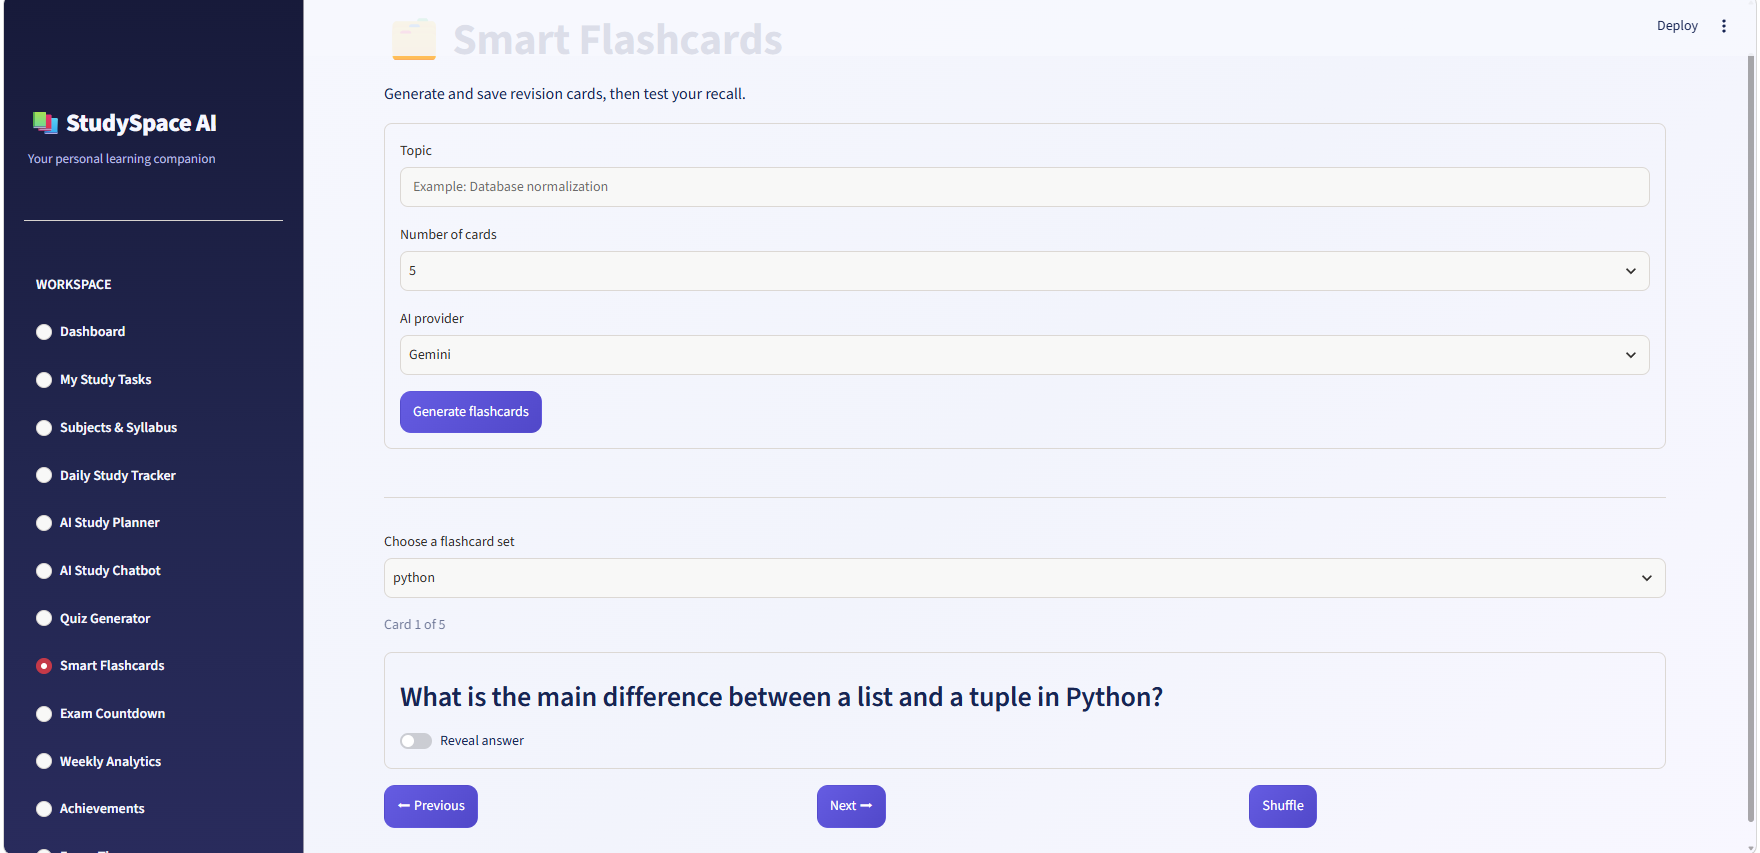 StudySpace AI
Your personal learning companion
WORKSPACE
Dashboard
My Study Tasks
Subjects & Syllabus
Daily Study Tracker
AI Study Planner
AI Study Chatbot
Quiz Generator
Smart Flashcards
Exam Countdown
Weekly Analytics
Achievements
Deploy
Smart Flashcards
Generate and save revision cards, then test your recall.
Topic
Example: Database normalization
Number of cards
5
AI provider
Gemini
Generate flashcards
Choose a flashcard set
python
Card 1 of 5
What is the main difference between a list and a tuple in Python?
Reveal answer
← Previous
Next →
Shuffle